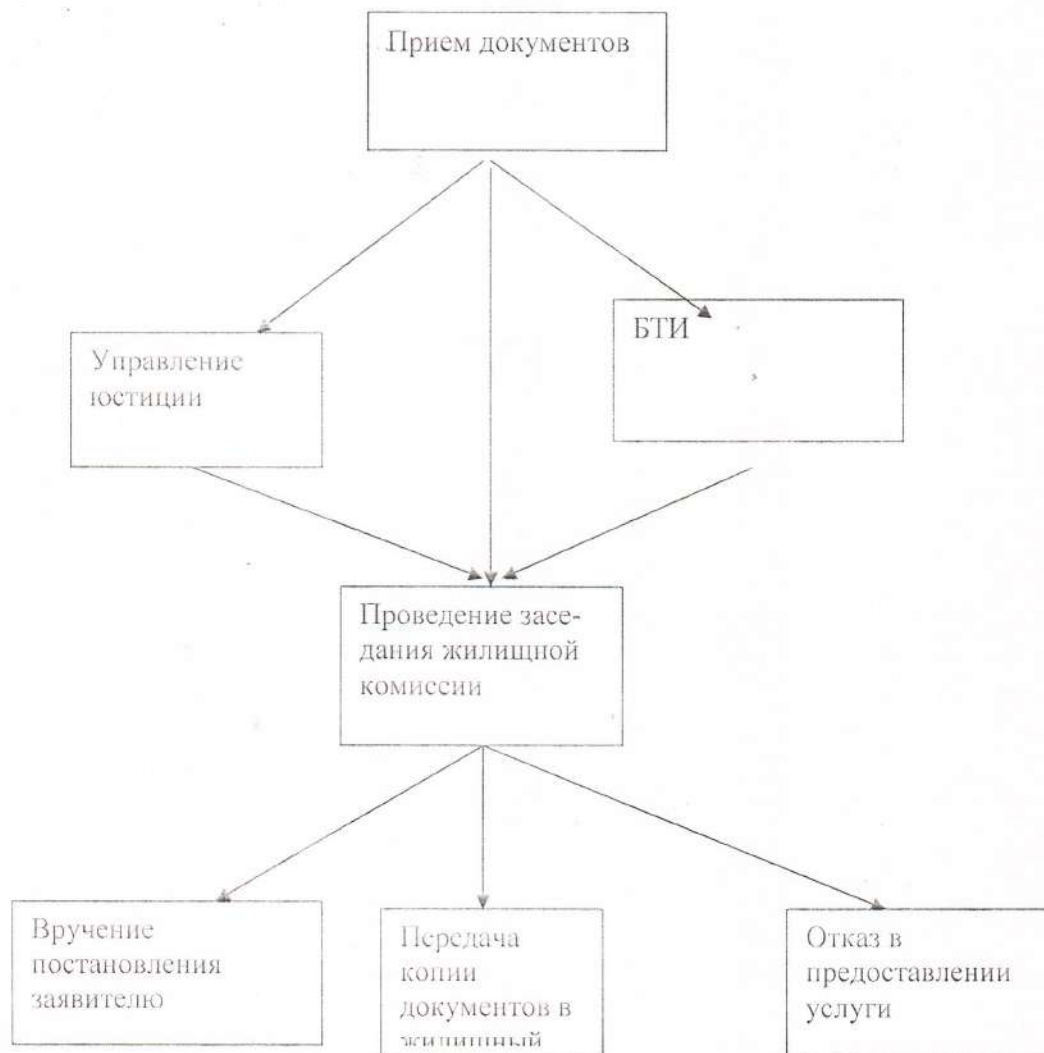 Прием документов
БТИ
Управление
юстиции
Проведение засе-
дания жилищной
комиссии
Вручение
постановления
заявителю
Передача
копии
документов в
жилищный
Отказ в
предоставлении
услуги